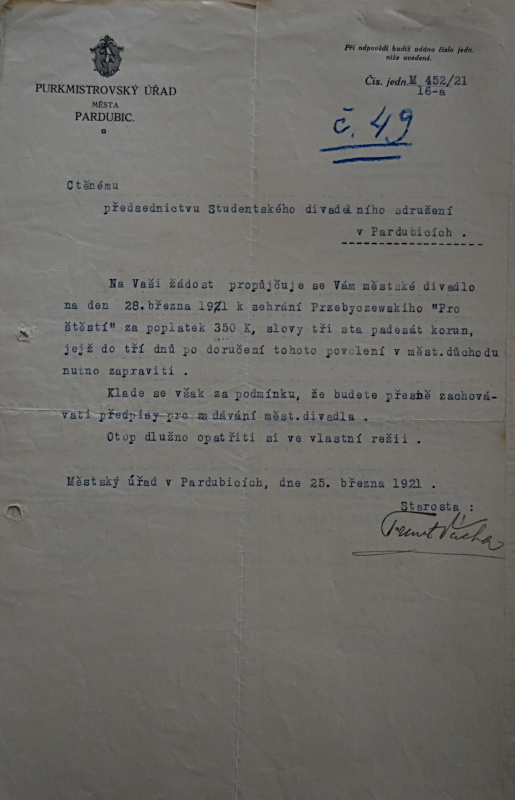 Při odpovědi budiž udáno číslo jedn.
níže uvedené.
PURKMISTROVSKÝ ÚŘAD
MĚSTA
PARDUBIC.
Čís. jedn. M 452/21
16-a
č. 49
Ctěnému
předsednictvu Studentského divadelního sdružení
v Pardubicích .
Na Vaši žádost propůjčuje se Vám městské divadlo
na den 28.března 1921 k sehrání Przebyczewskiho "Pro
štěstí" za poplatek 350 K, slovy tři sta padesát korun,
jejž do tří dnů po doručení tohoto povolení v měst.důchodu
nutno zapraviti .
Klade se však za podmínku, že budete přesně zachová-
vati předpisy pro zadávání měst.divadla .
Otop dlužno opatřiti si ve vlastní režii .
Městský úřad v Pardubicích, dne 25. března 1921 .
Starosta :